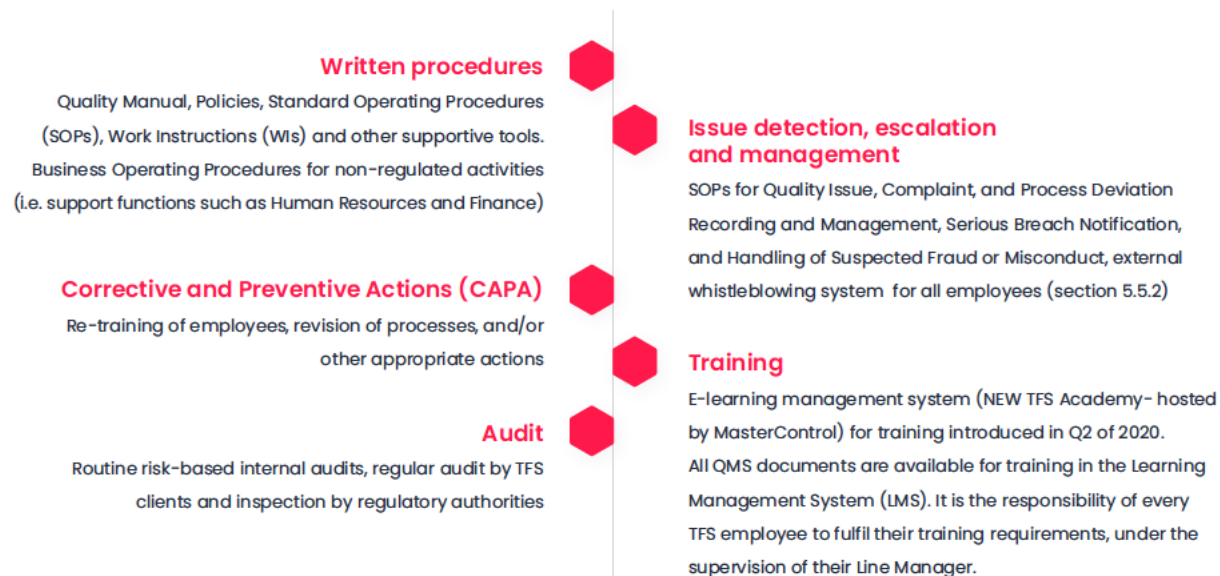 Written procedures
Quality Manual, Policies, Standard Operating Procedures
(SOPs), Work Instructions (WIs) and other supportive tools.
Business Operating Procedures for non-regulated activities
(i.e. support functions such as Human Resources and Finance)
Issue detection, escalation
and management
SOPs for Quality Issue, Complaint, and Process Deviation
Recording and Management, Serious Breach Notification,
and Handling of Suspected Fraud or Misconduct, external
whistleblowing system for all employees (section 5.5.2)
Corrective and Preventive Actions (CAPA)
Re-training of employees, revision of processes, and/or
other appropriate actions
Training
E-learning management system (NEW TFS Academy- hosted
by MasterControl) for training introduced in Q2 of 2020.
All QMS documents are available for training in the Learning
Management System (LMS). It is the responsibility of every
TFS employee to fulfil their training requirements, under the
supervision of their Line Manager.
Audit
Routine risk-based internal audits, regular audit by TFS
clients and inspection by regulatory authorities